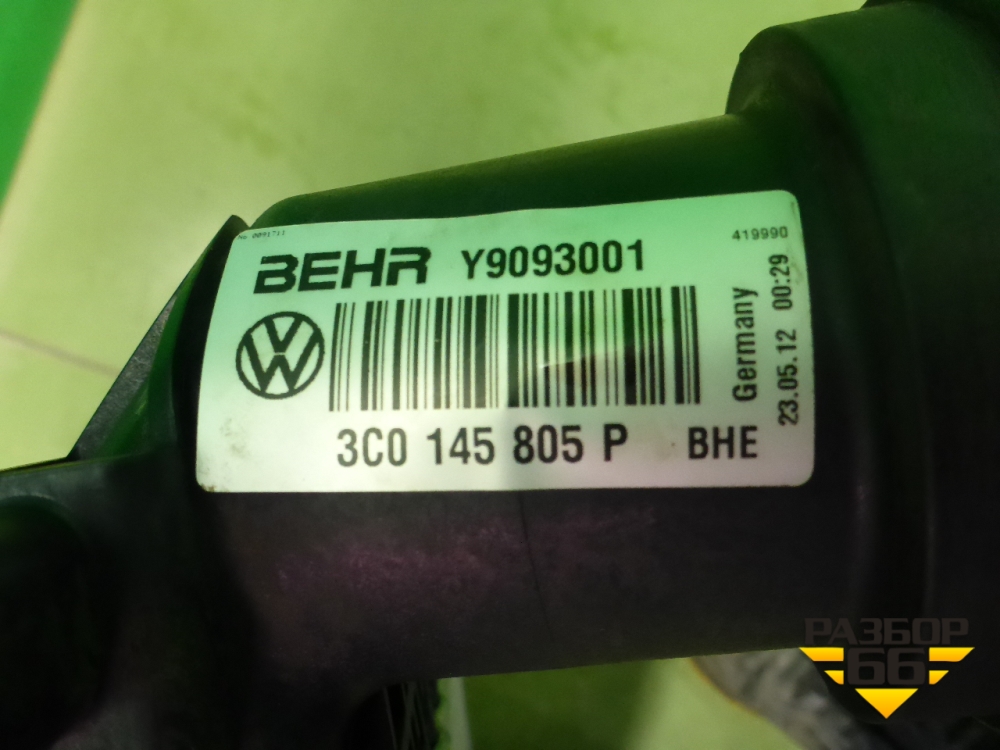 419990
BEHR Y9093001
Germany
23.05.12 00:29
3C0 145 805 P BHE
РАЗБОР
66